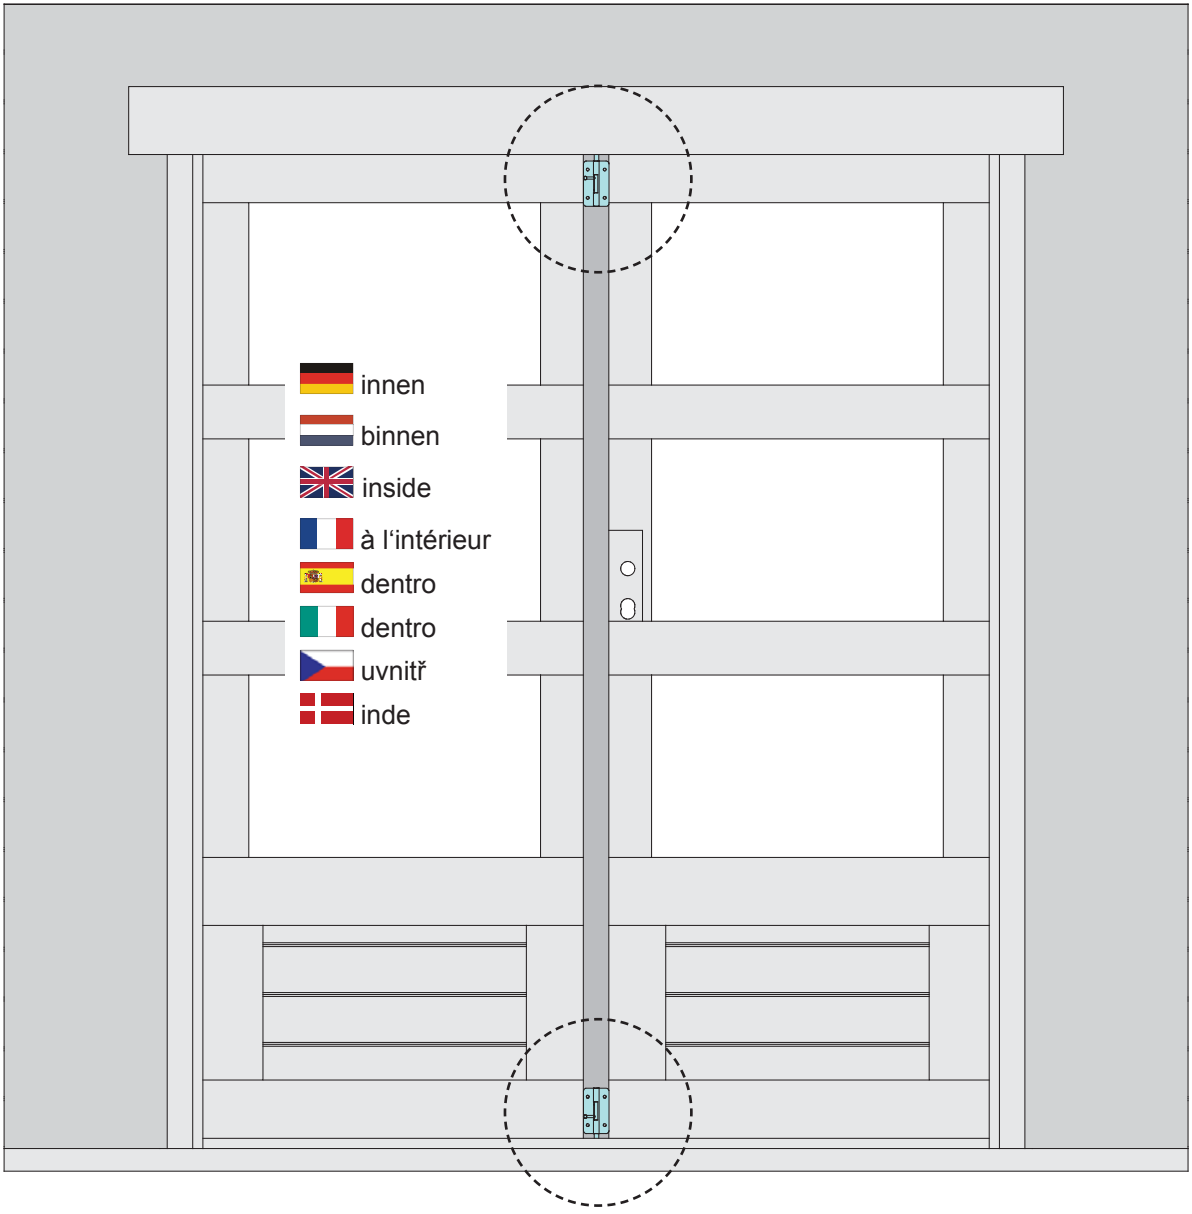 innen
binnen
inside
à l‘intérieur
dentro
dentro
uvnitř
inde